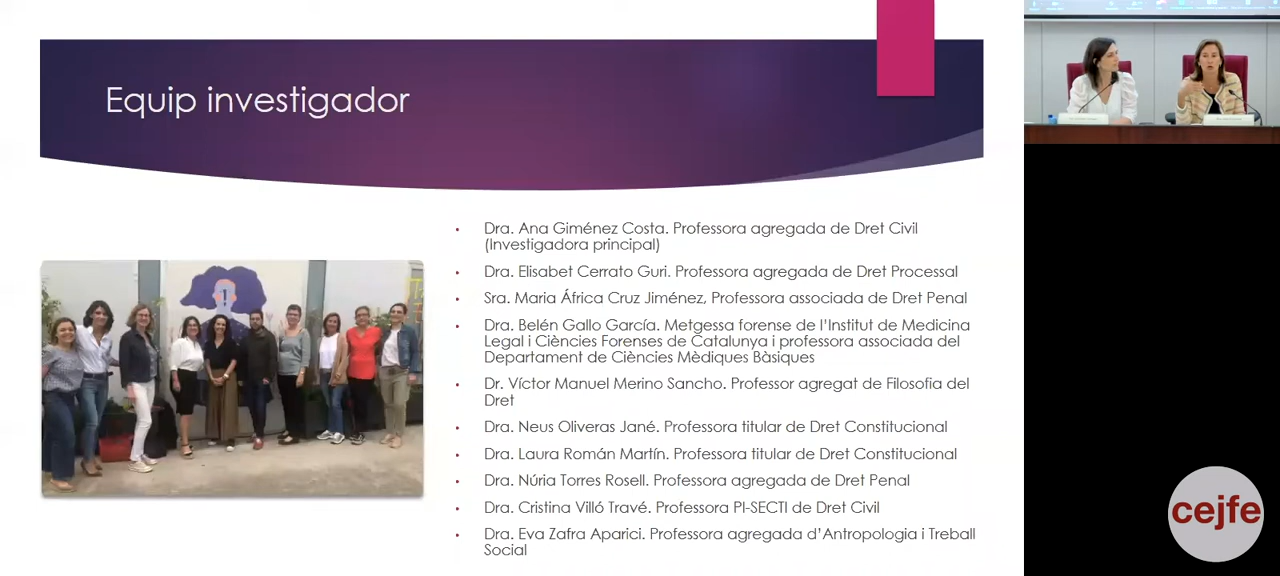 Equip investigador
Dra. Ana Giménez Costa. Professora agregada de Dret Civil
(Investigadora principal)
Dra. Elisabet Cerrato Guri. Professora agregada de Dret Processal
Sra. Maria África Cruz Jiménez, Professora associada de Dret Penal
Dra. Belén Gallo García. Metgessa forense de l'Institut de Medicina
Legal i Ciències Forenses de Catalunya i professora associada del
Departament de Ciències Mèdiques Bàsiques
Dr. Víctor Manuel Merino Sancho. Professor agregat de Filosofia del
Dret
Dra. Neus Oliveras Jané. Professora titular de Dret Constitucional
Dra. Laura Román Martín. Professora titular de Dret Constitucional
Dra. Núria Torres Rosell. Professora agregada de Dret Penal
Dra. Cristina Villó Travé. Professora PI-SECTI de Dret Civil
Dra. Eva Zafra Aparici. Professora agregada d'Antropologia i Treball
Social
cejfe